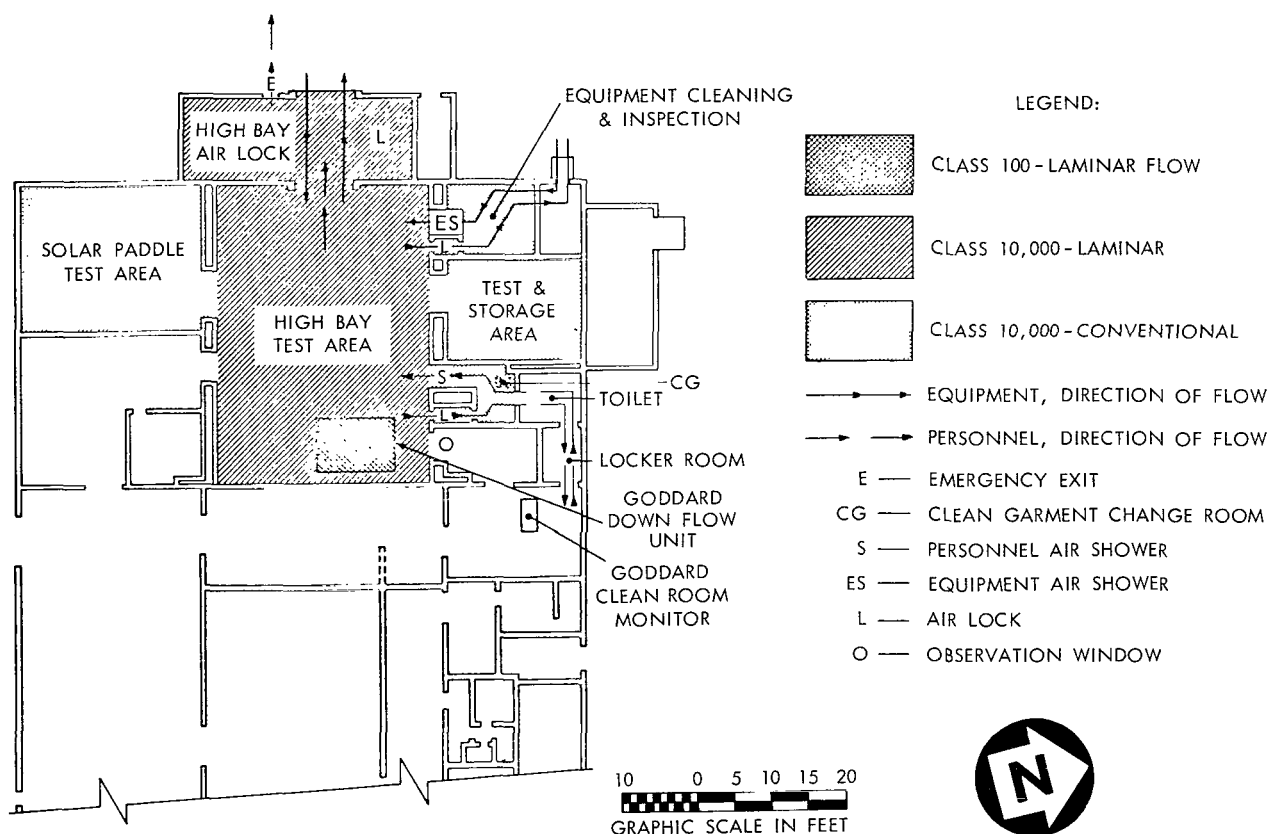 E
HIGH BAY
AIR LOCK
L
EQUIPMENT CLEANING
& INSPECTION
ES
L
SOLAR PADDLE
TEST AREA
TEST &
STORAGE
AREA
HIGH BAY
TEST AREA
S
CG
TOILET
L
O
LOCKER ROOM
GODDARD
DOWN FLOW
UNIT
GODDARD
CLEAN ROOM
MONITOR
LEGEND:
CLASS 100-LAMINAR FLOW
CLASS 10,000-LAMINAR
CLASS 10,000-CONVENTIONAL
EQUIPMENT, DIRECTION OF FLOW
PERSONNEL, DIRECTION OF FLOW
E — EMERGENCY EXIT
CG — CLEAN GARMENT CHANGE ROOM
S — PERSONNEL AIR SHOWER
ES — EQUIPMENT AIR SHOWER
L — AIR LOCK
O — OBSERVATION WINDOW
10 0 5 10 15 20
GRAPHIC SCALE IN FEET
N